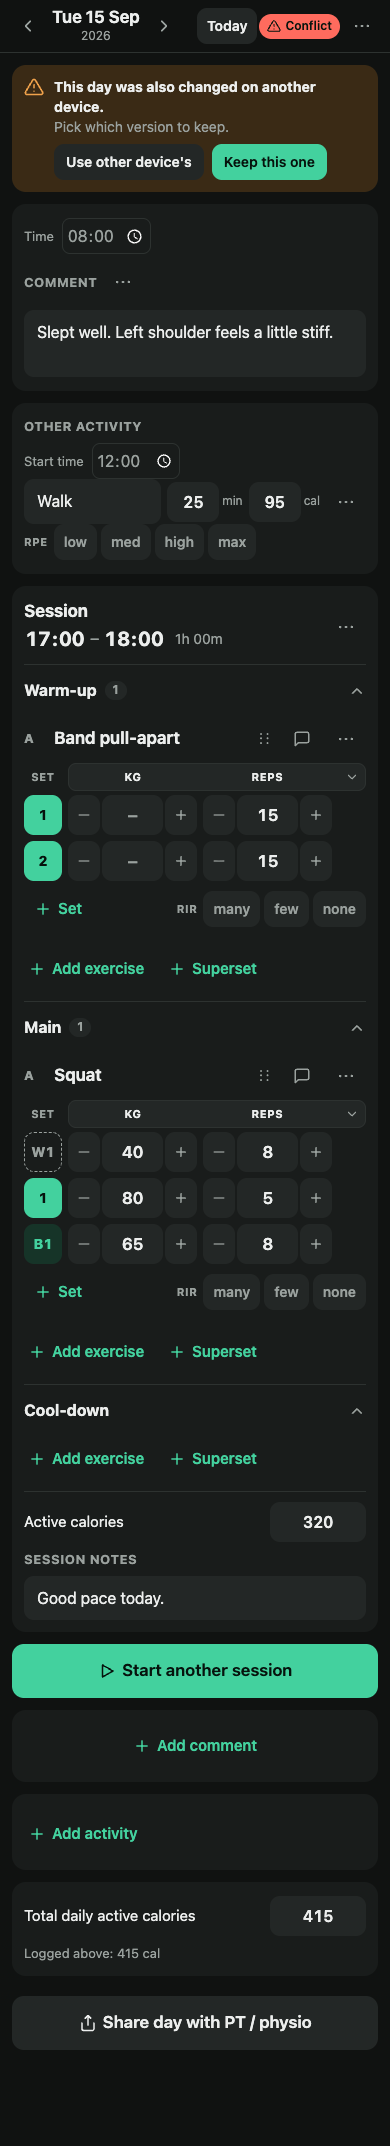 Tue 15 Sep
2026
Today
Conflict
This day was also changed on another
device.
Pick which version to keep.
Use other device's
Keep this one
Time 08:00
COMMENT
Slept well. Left shoulder feels a little stiff.
OTHER ACTIVITY
Start time 12:00
Walk 25 min 95 cal
RPE low med high max
Session
17:00 – 18:00 1h 00m
Warm-up 1
A Band pull-apart
SET KG REPS
1 – 15
2 – 15
+ Set RIR many few none
+ Add exercise + Superset
Main 1
A Squat
SET KG REPS
W1 40 8
1 80 5
B1 65 8
+ Set RIR many few none
+ Add exercise + Superset
Cool-down
+ Add exercise + Superset
Active calories 320
SESSION NOTES
Good pace today.
Start another session
+ Add comment
+ Add activity
Total daily active calories 415
Logged above: 415 cal
Share day with PT / physio